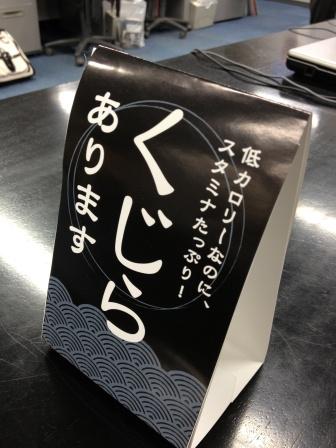 低カロリーなのに、
スタミナたっぷり！
くじら
あります